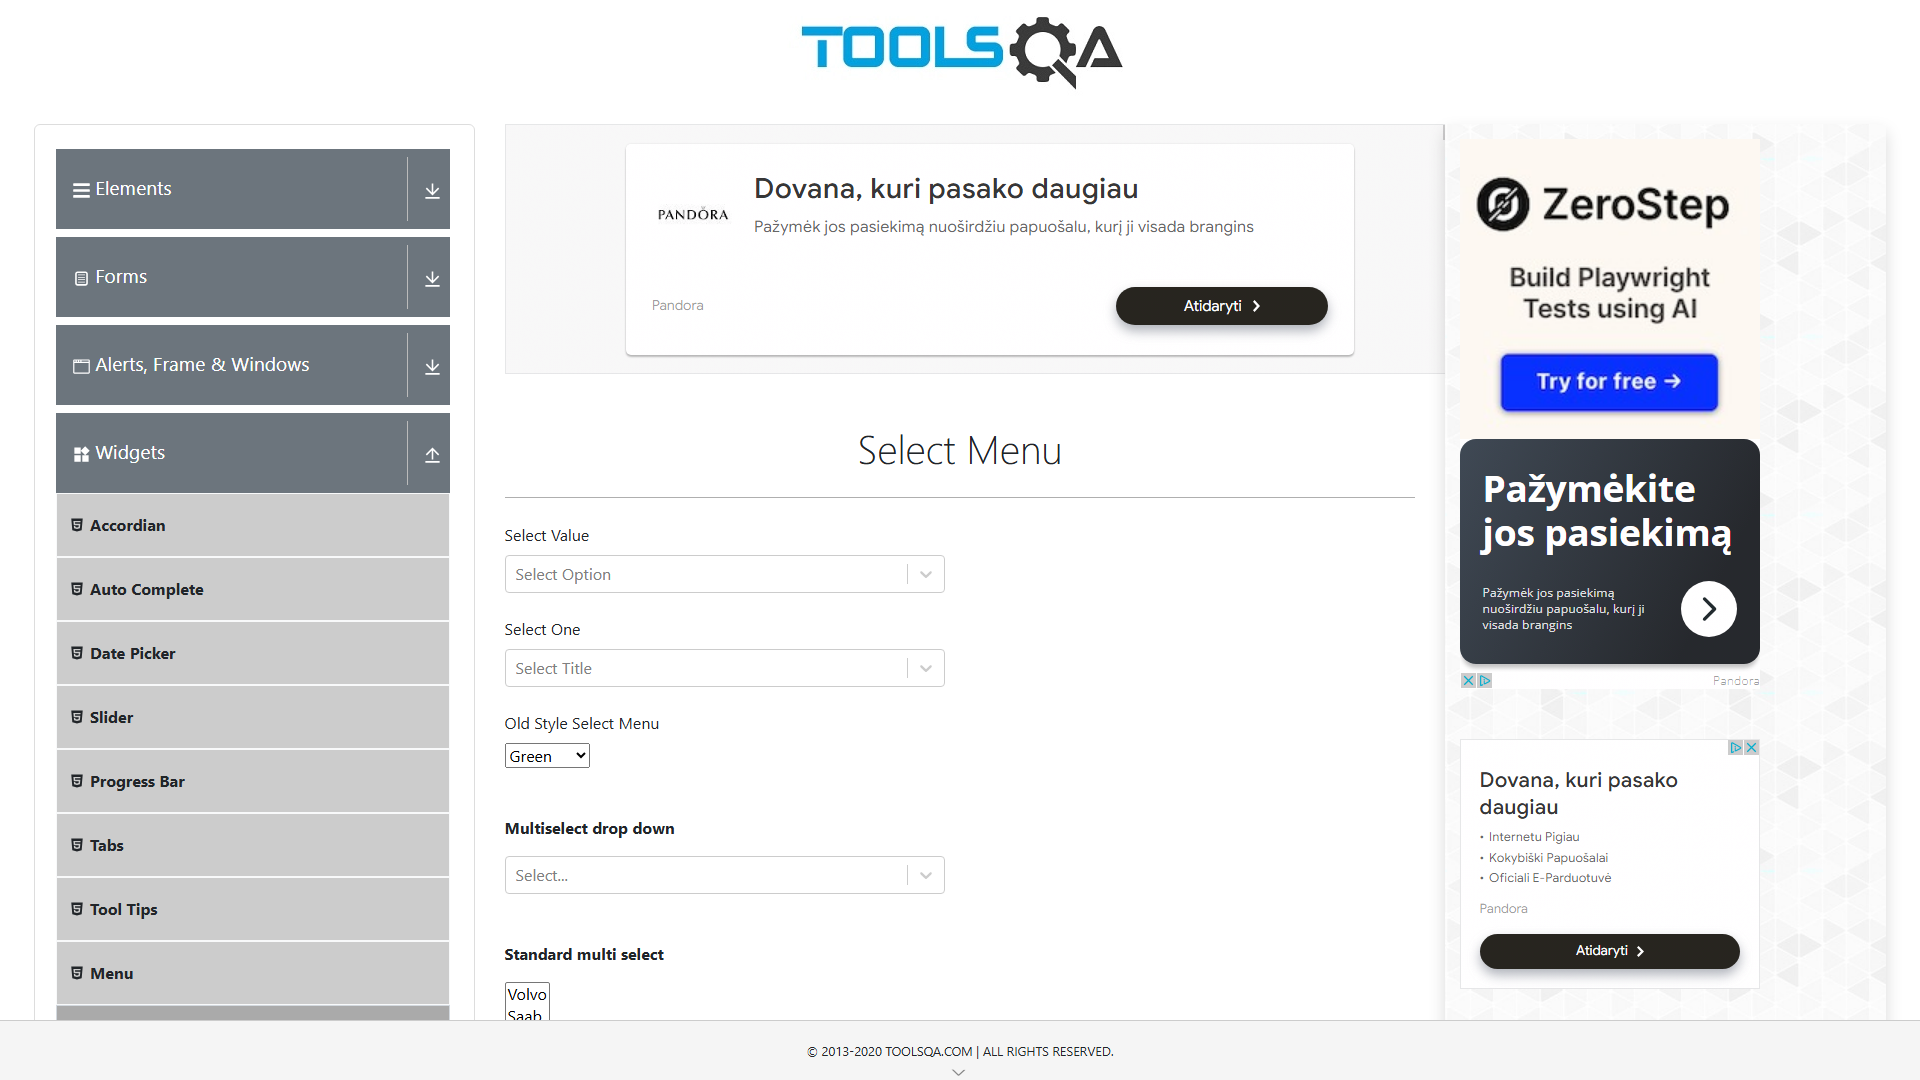 TOOLSQA
Elements
Forms
Alerts, Frame & Windows
Widgets
Accordian
Auto Complete
Date Picker
Slider
Progress Bar
Tabs
Tool Tips
Menu
PANDÖRA
Dovana, kuri pasako daugiau
Pažymėk jos pasiekimą nuoširdžiu papuošalu, kurį ji visada brangins
Pandora
Atidaryti
Select Menu
Select Value
Select Option
Select One
Select Title
Old Style Select Menu
Green
Multiselect drop down
Select...
Standard multi select
Volvo
Saab
ZeroStep
Build Playwright
Tests using AI
Try for free →
Pažymėkite
jos pasiekimą
Pažymėk jos pasiekimą
nuoširdžiu papuošalu, kurį ji
visada brangins
Pandora
Dovana, kuri pasako
daugiau
• Internetu Pigiau
• Kokybiški Papuošalai
• Oficiali E-Parduotuvė
Pandora
Atidaryti
© 2013-2020 TOOLSQA.COM | ALL RIGHTS RESERVED.